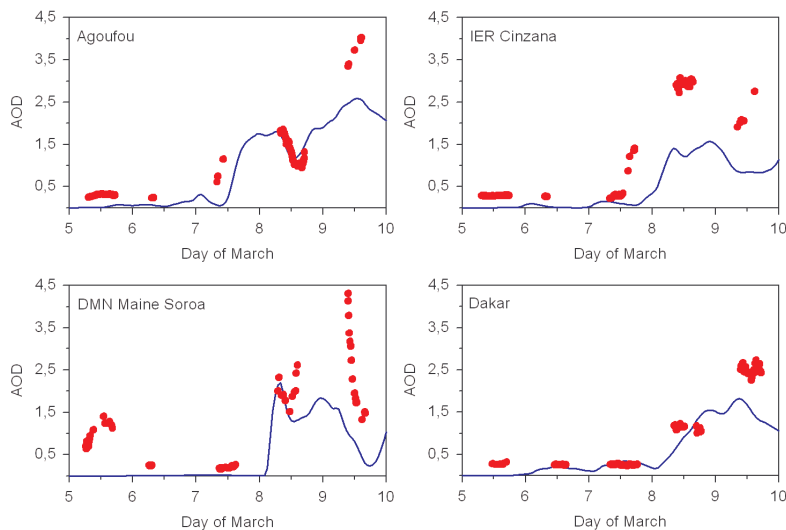 4,5
3,5
2,5
1,5
0,5
AOD
Agoufou
5 6 7 8 9 10
Day of March
4,5
3,5
2,5
1,5
0,5
AOD
IER Cinzana
5 6 7 8 9 10
Day of March
4,5
3,5
2,5
1,5
0,5
AOD
DMN Maine Soroa
5 6 7 8 9 10
Day of March
4,5
3,5
2,5
1,5
0,5
AOD
Dakar
5 6 7 8 9 10
Day of March